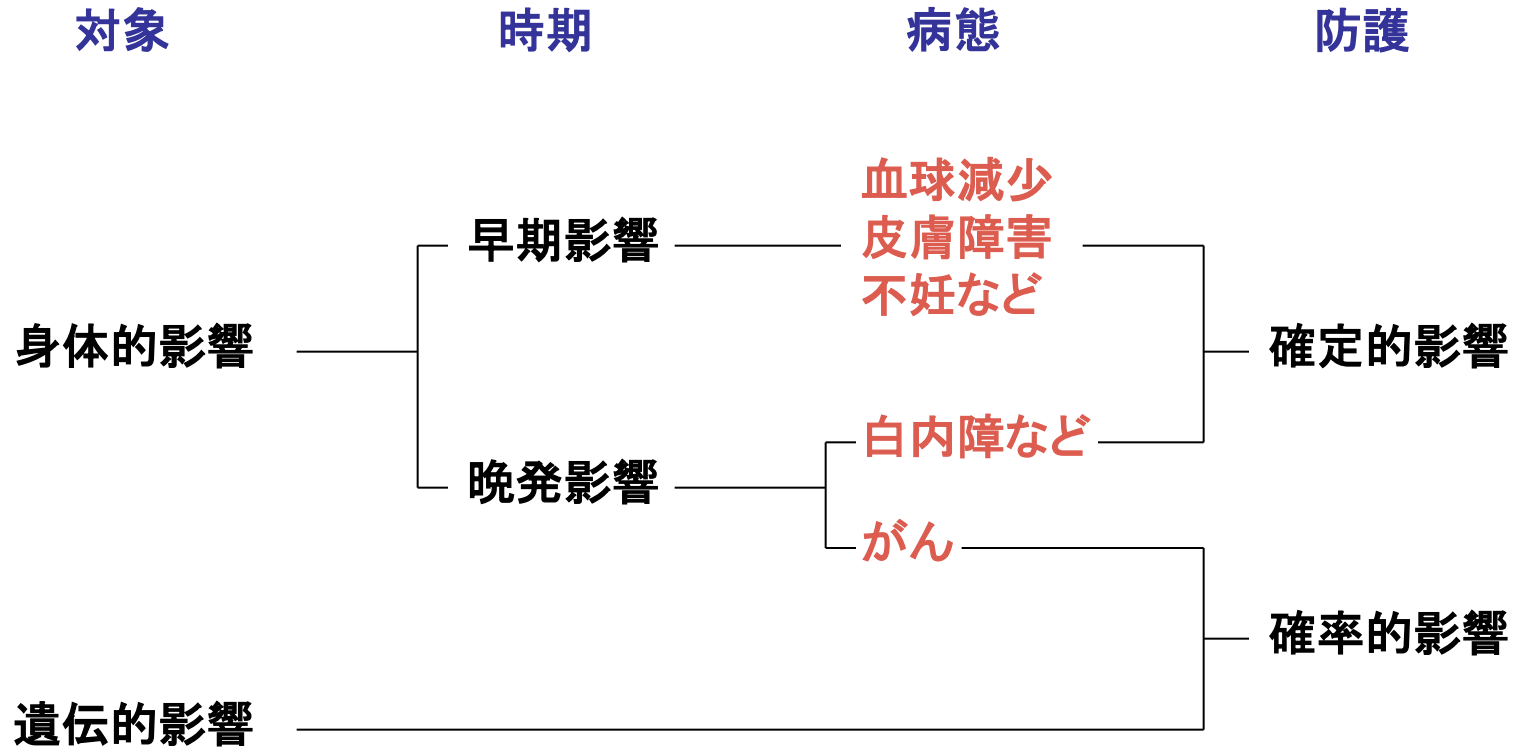 対象 時期 病態 防護
血球減少
皮膚障害
不妊など
早期影響
身体的影響
確定的影響
白内障など
晩発影響
がん
確率的影響
遺伝的影響